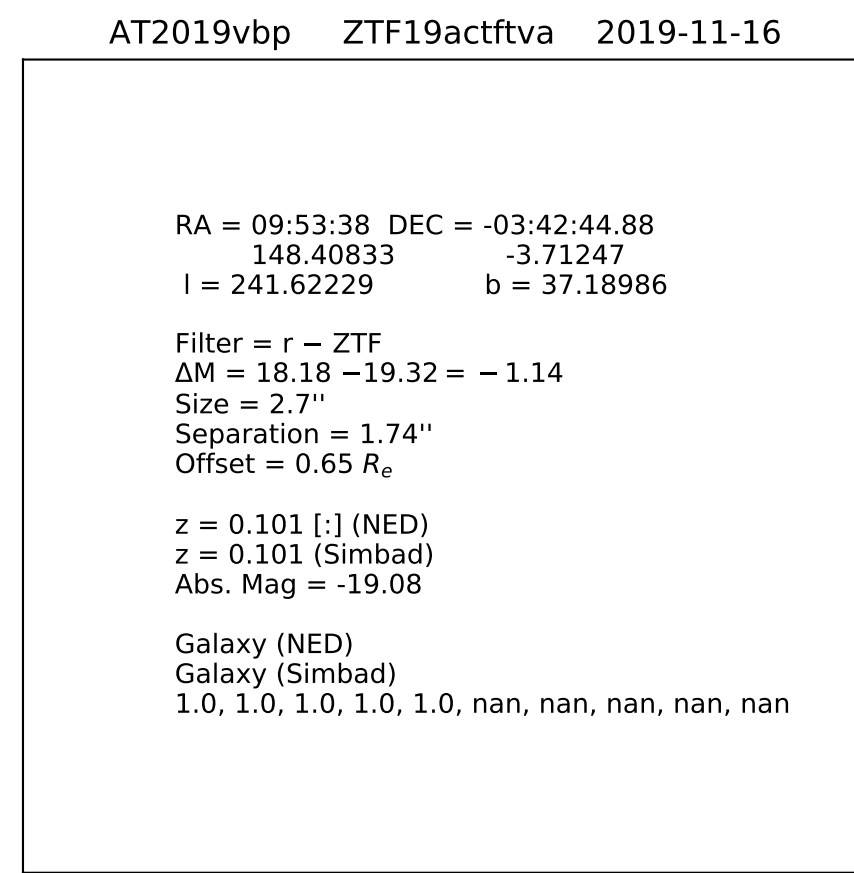 AT2019vbp ZTF19actftva 2019-11-16
RA = 09:53:38 DEC = -03:42:44.88
148.40833 -3.71247
l = 241.62229 b = 37.18986
Filter = r − ZTF
ΔM = 18.18 −19.32 = − 1.14
Size = 2.7''
Separation = 1.74''
Offset = 0.65 Re
z = 0.101 [:] (NED)
z = 0.101 (Simbad)
Abs. Mag = -19.08
Galaxy (NED)
Galaxy (Simbad)
1.0, 1.0, 1.0, 1.0, 1.0, nan, nan, nan, nan, nan